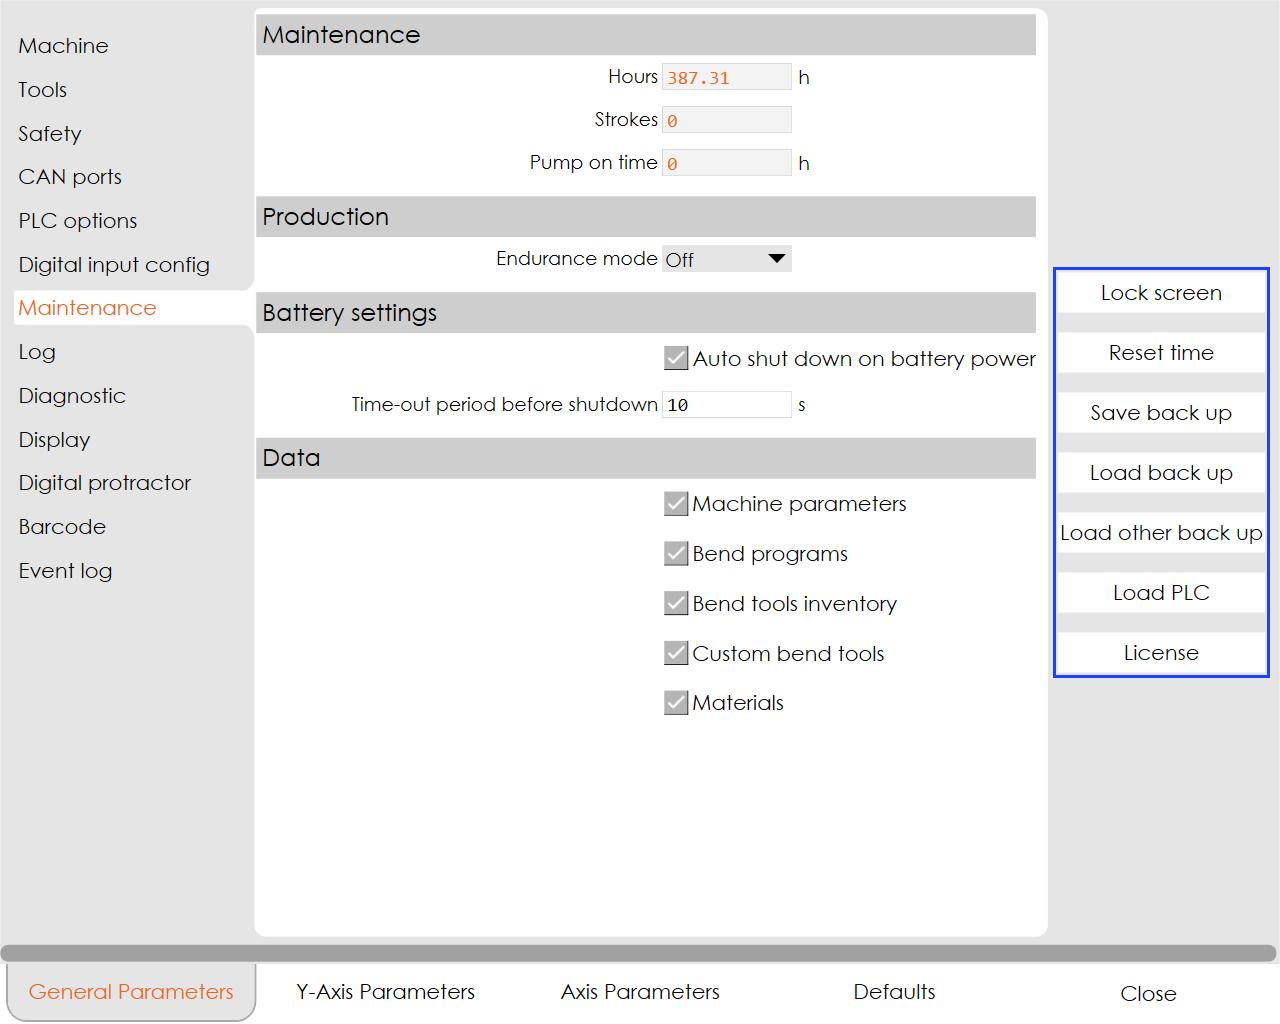 Machine
Tools
Safety
CAN ports
PLC options
Digital input config
Maintenance
Log
Diagnostic
Display
Digital protractor
Barcode
Event log
Maintenance
Hours 387.31 h
Strokes 0
Pump on time 0 h
Production
Endurance mode Off
Battery settings
Auto shut down on battery power
Time-out period before shutdown 10 s
Data
Machine parameters
Bend programs
Bend tools inventory
Custom bend tools
Materials
Lock screen
Reset time
Save back up
Load back up
Load other back up
Load PLC
License
General Parameters Y-Axis Parameters Axis Parameters Defaults Close